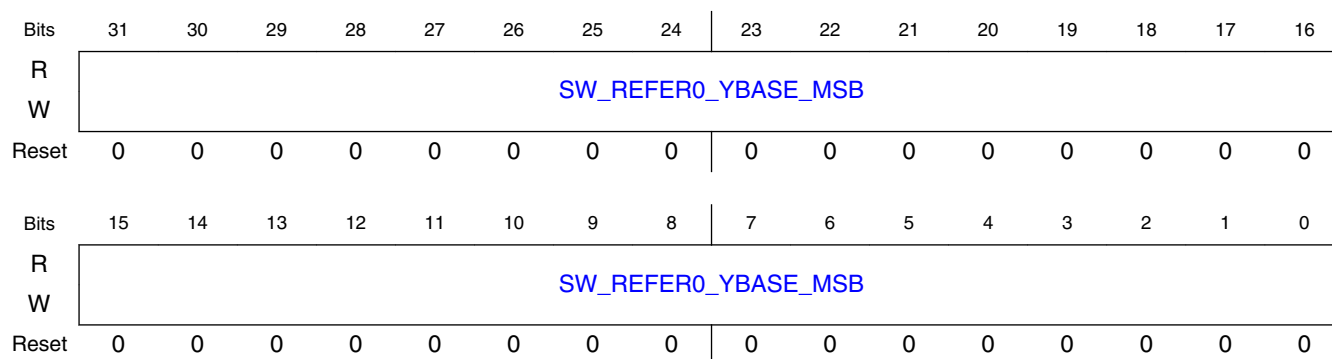 Bits 31 30 29 28 27 26 25 24 23 22 21 20 19 18 17 16
R
SW_REFER0_YBASE_MSB
W
Reset 0 0 0 0 0 0 0 0 0 0 0 0 0 0 0 0
Bits 15 14 13 12 11 10 9 8 7 6 5 4 3 2 1 0
R
SW_REFER0_YBASE_MSB
W
Reset 0 0 0 0 0 0 0 0 0 0 0 0 0 0 0 0